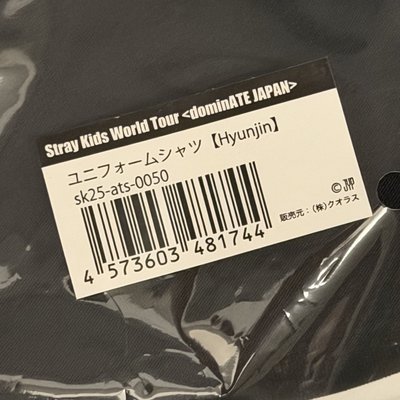 Stray Kids World Tour <dominATE JAPAN>
ユニフォームシャツ【Hyunjin】
sk25-ats-0050
4 573603 481744
© JYP
販売元：(株)クオラス